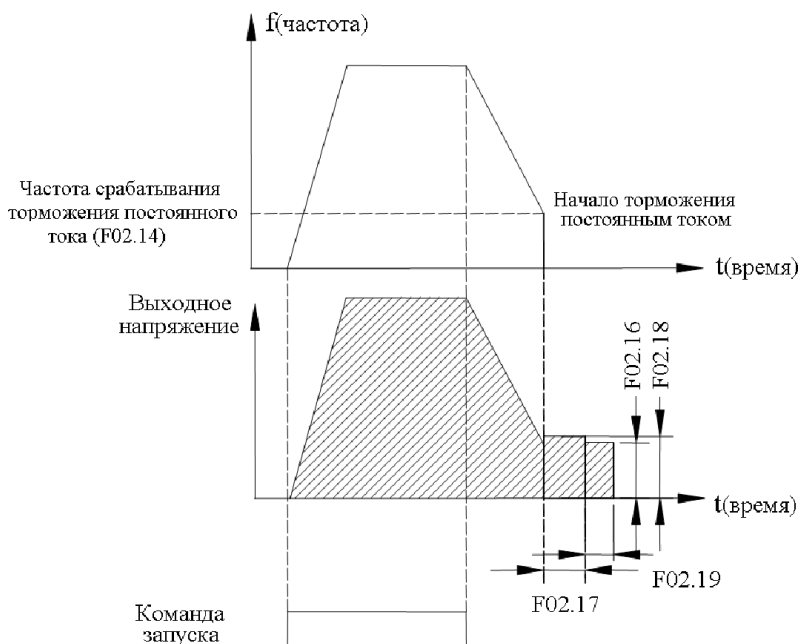 f(частота)
Частота срабатывания
торможения постоянного
тока (F02.14)
Начало торможения
постоянным током
t(время)
Выходное
напряжение
F02.16
F02.18
t(время)
F02.19
F02.17
Команда
запуска